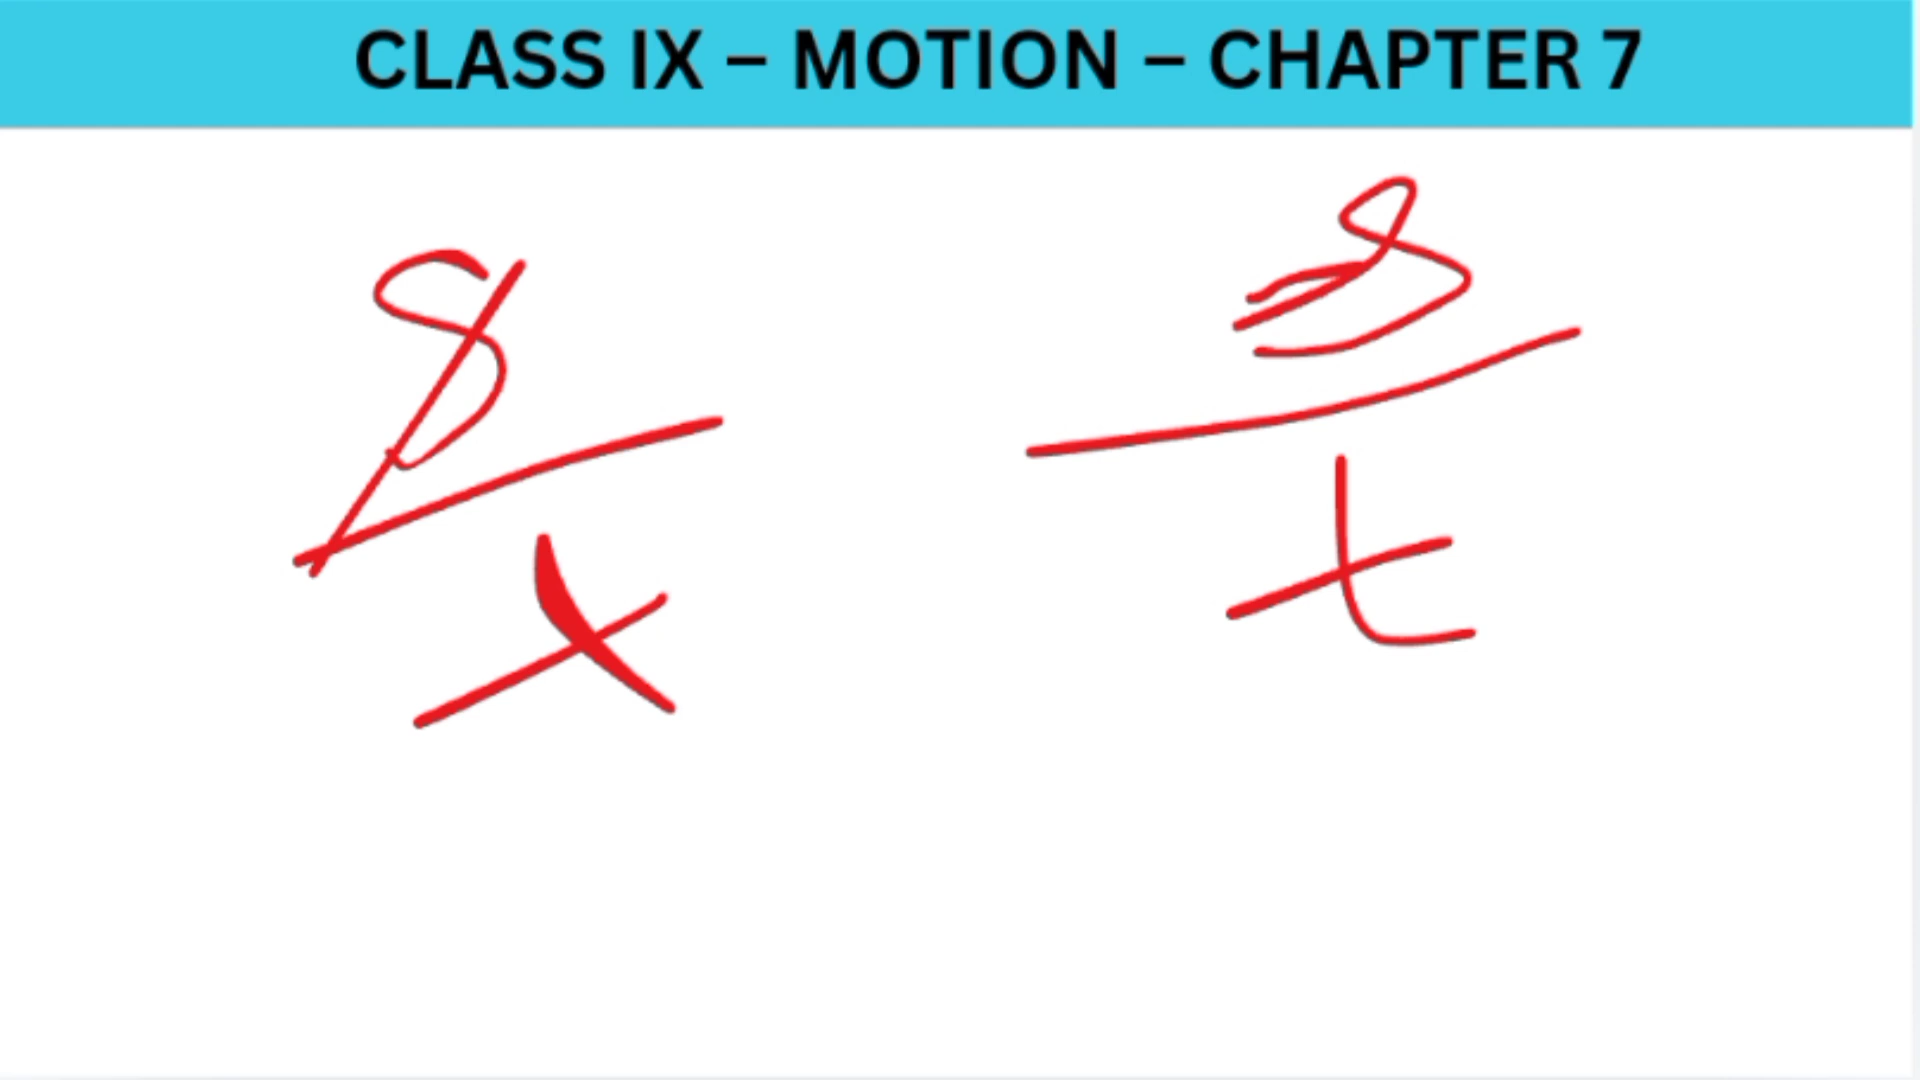 CLASS IX – MOTION – CHAPTER 7
s s
t